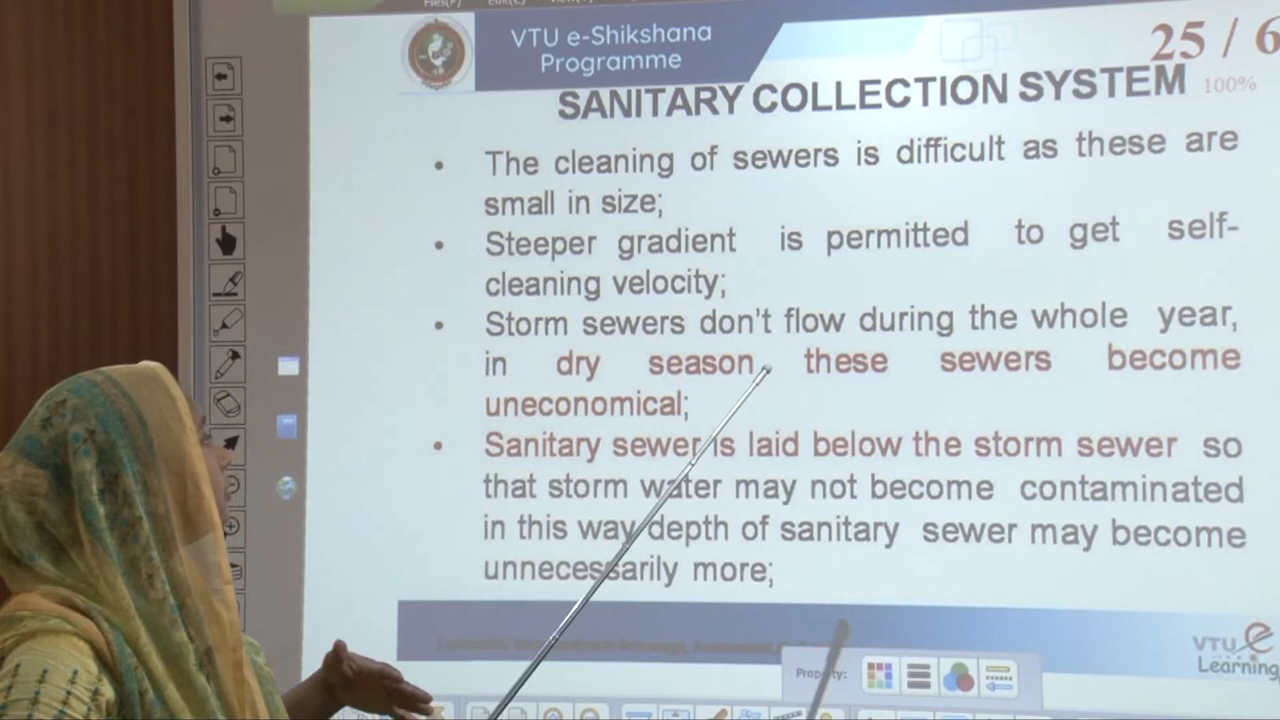 VTU e-Shikshana
Programme
25 / 6
SANITARY COLLECTION SYSTEM
100%
• The cleaning of sewers is difficult as these are
small in size;
• Steeper gradient is permitted to get self-
cleaning velocity;
• Storm sewers don't flow during the whole year,
in dry season, these sewers become
uneconomical;
• Sanitary sewer is laid below the storm sewer so
that storm water may not become contaminated
in this way depth of sanitary sewer may become
unnecessarily more;
VTU e
Learning
Property: